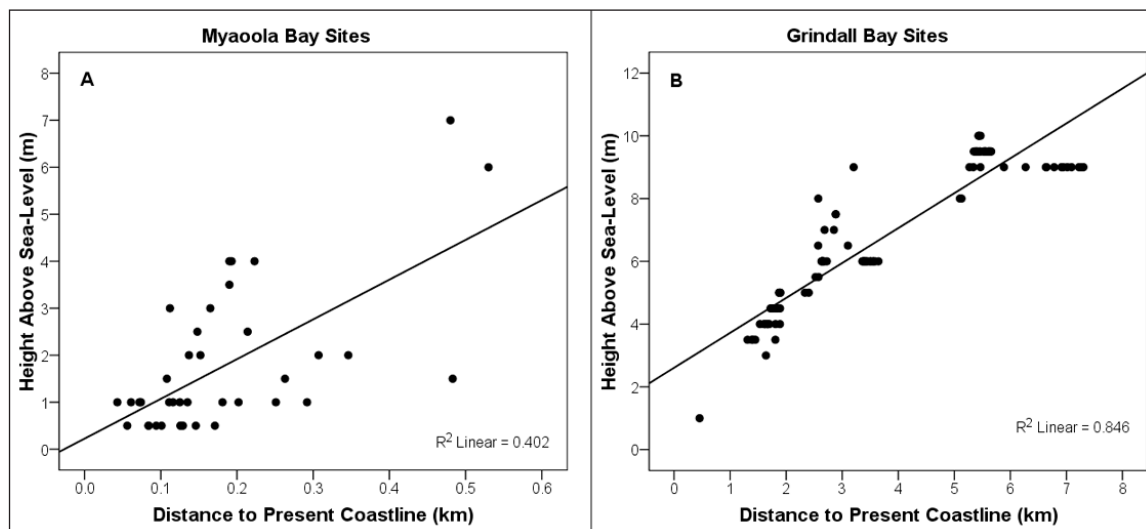 Myaoola Bay Sites
A
Height Above Sea-Level (m)
8
7
6
5
4
3
2
1
0
R² Linear = 0.402
0.0 0.1 0.2 0.3 0.4 0.5 0.6
Distance to Present Coastline (km)
Grindall Bay Sites
B
Height Above Sea-Level (m)
12
10
8
6
4
2
0
R² Linear = 0.846
0 1 2 3 4 5 6 7 8
Distance to Present Coastline (km)